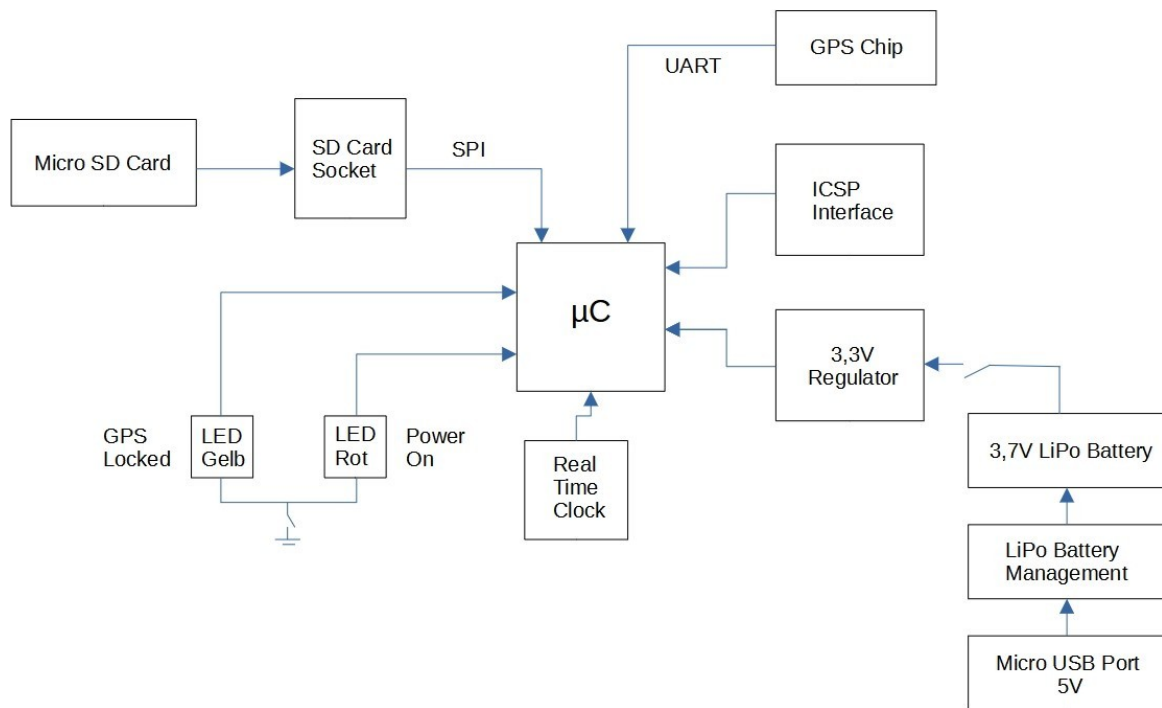 GPS Chip
UART
Micro SD Card
SD Card
Socket
SPI
ICSP
Interface
µC
3,3V
Regulator
GPS
Locked
LED
Gelb
LED
Rot
Power
On
Real
Time
Clock
3,7V LiPo Battery
LiPo Battery
Management
Micro USB Port
5V